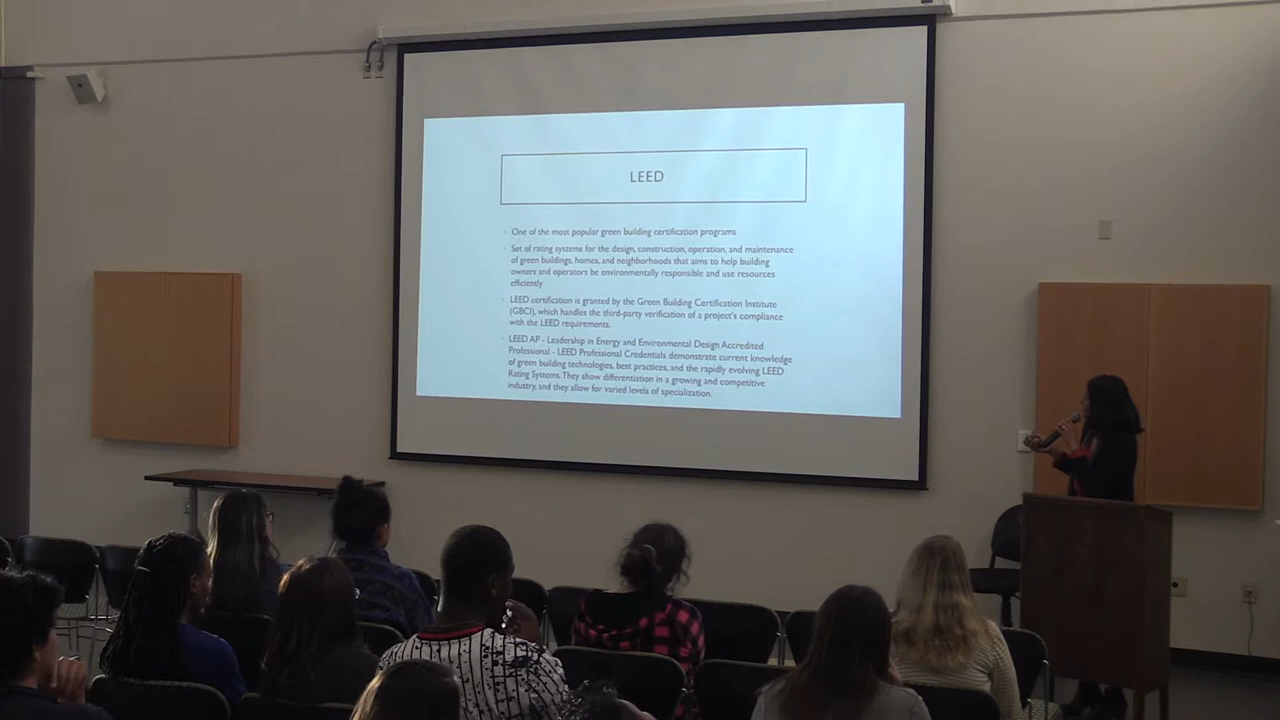 LEED
One of the most popular green building certification programs
Set of rating systems for the design, construction, operation, and maintenance
of green buildings, homes, and neighborhoods that aims to help building
owners and operators be environmentally responsible and use resources
efficiently
LEED certification is granted by the Green Building Certification Institute
(GBCI), which handles the third-party verification of a project's compliance
with the LEED requirements.
LEED AP - Leadership in Energy and Environmental Design Accredited
Professional - LEED Professional Credentials demonstrate current knowledge
of green building technologies, best practices, and the rapidly evolving LEED
Rating Systems. They show differentiation in a growing and competitive
industry, and they allow for varied levels of specialization.